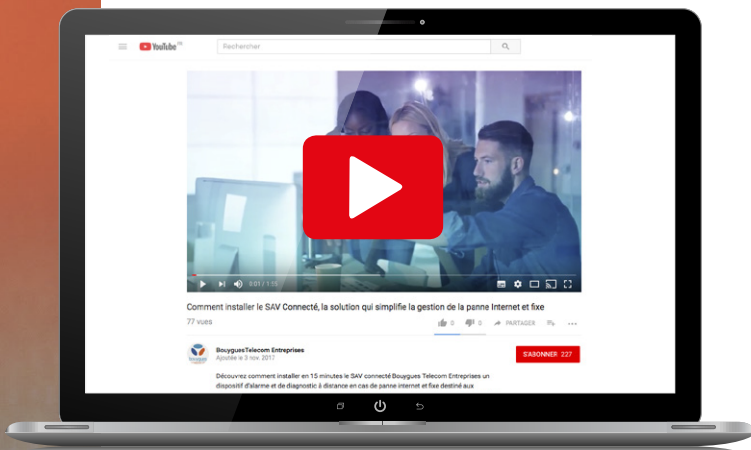 YouTube FR
Rechercher
0:01 / 1:55
Comment installer le SAV Connecté, la solution qui simplifie la gestion de la panne Internet et fixe
77 vues
0
0
PARTAGER
BouyguesTelecom Entreprises
Ajoutée le 3 nov. 2017
S'ABONNER 227
Découvrez comment installer en 15 minutes le SAV connecté Bouygues Telecom Entreprises un
dispositif d'alarme et de diagnostic à distance en cas de panne internet et fixe destiné aux